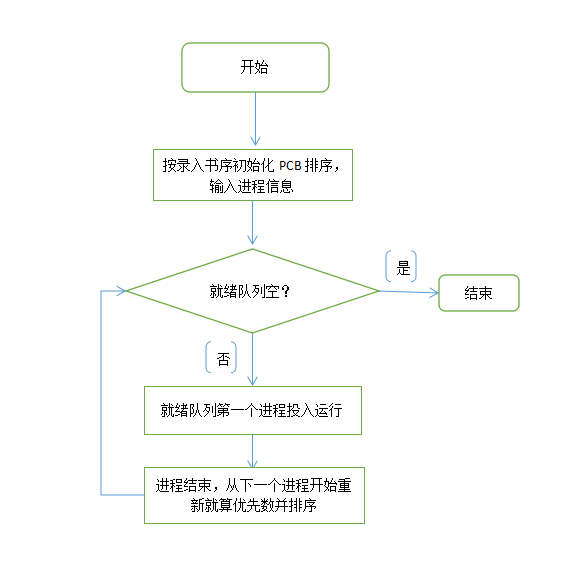 开始
按录入书序初始化 PCB 排序，
输入进程信息
就绪队列空？
是
结束
否
就绪队列第一个进程投入运行
进程结束，从下一个进程开始重
新就算优先数并排序